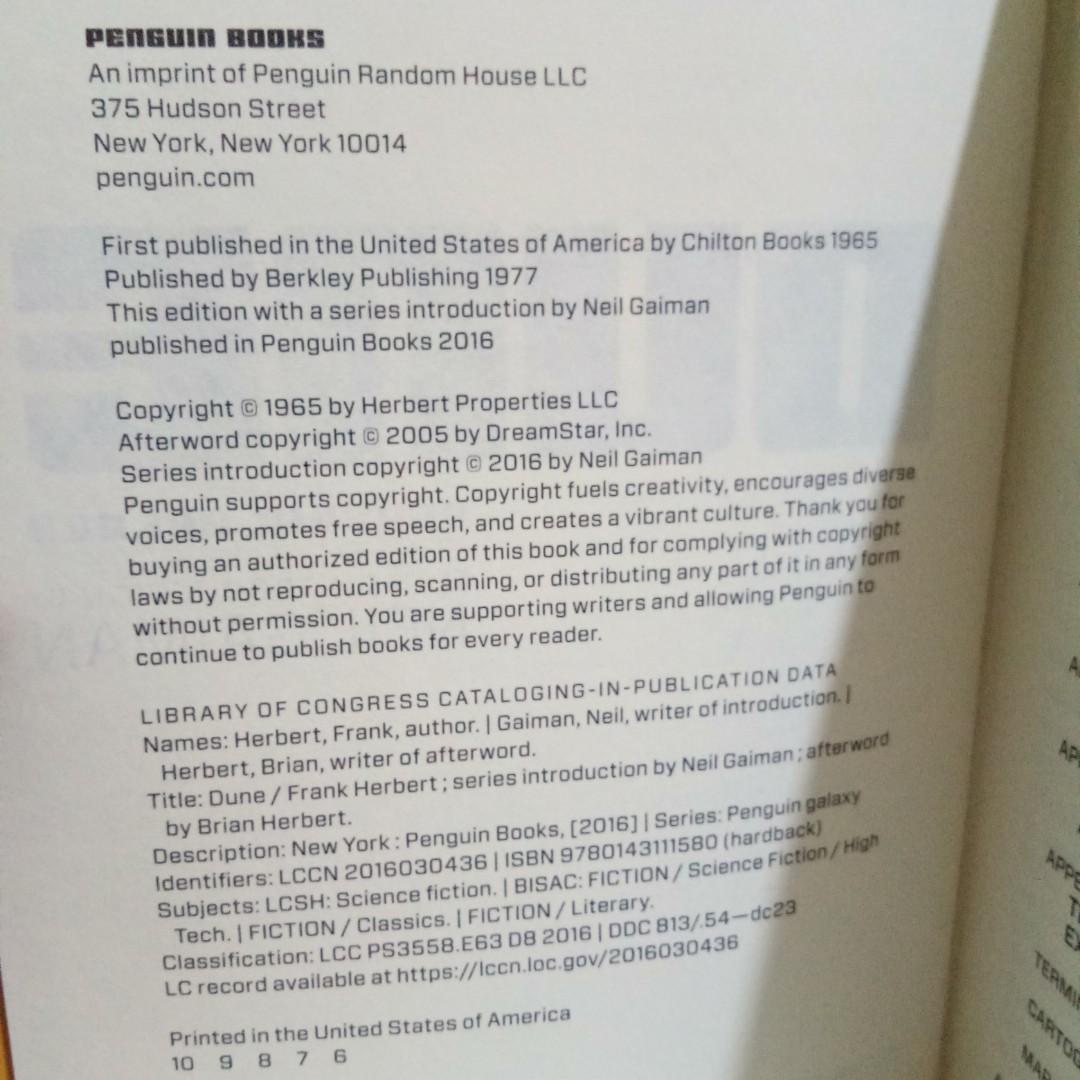 PENGUIN BOOKS
An imprint of Penguin Random House LLC
375 Hudson Street
New York, New York 10014
penguin.com
First published in the United States of America by Chilton Books 1965
Published by Berkley Publishing 1977
This edition with a series introduction by Neil Gaiman
published in Penguin Books 2016
Copyright © 1965 by Herbert Properties LLC
Afterword copyright © 2005 by DreamStar, Inc.
Series introduction copyright © 2016 by Neil Gaiman
Penguin supports copyright. Copyright fuels creativity, encourages diverse
voices, promotes free speech, and creates a vibrant culture. Thank you for
buying an authorized edition of this book and for complying with copyright
laws by not reproducing, scanning, or distributing any part of it in any form
without permission. You are supporting writers and allowing Penguin to
continue to publish books for every reader.
LIBRARY OF CONGRESS CATALOGING-IN-PUBLICATION DATA
Names: Herbert, Frank, author. | Gaiman, Neil, writer of introduction. |
Herbert, Brian, writer of afterword.
Title: Dune / Frank Herbert ; series introduction by Neil Gaiman ; afterword
by Brian Herbert.
Description: New York : Penguin Books, [2016] | Series: Penguin galaxy
Identifiers: LCCN 2016030436 | ISBN 9780143111580 (hardback)
Subjects: LCSH: Science fiction. | BISAC: FICTION / Science Fiction / High
Tech. | FICTION / Classics. | FICTION / Literary.
Classification: LCC PS3558.E63 D8 2016 | DDC 813/.54—dc23
LC record available at https://lccn.loc.gov/2016030436
Printed in the United States of America
10 9 8 7 6